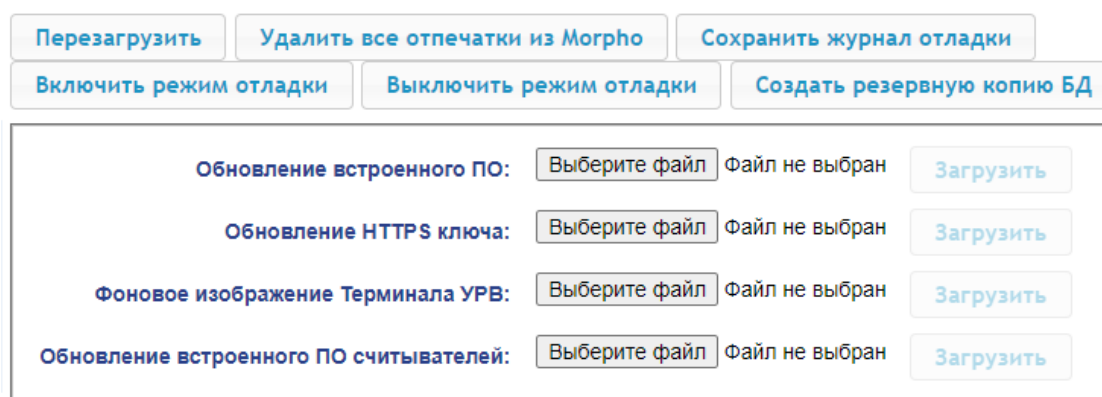 Перезагрузить Удалить все отпечатки из Morpho Сохранить журнал отладки
Включить режим отладки Выключить режим отладки Создать резервную копию БД
Обновление встроенного ПО: Выберите файл Файл не выбран Загрузить
Обновление HTTPS ключа: Выберите файл Файл не выбран Загрузить
Фоновое изображение Терминала УРВ: Выберите файл Файл не выбран Загрузить
Обновление встроенного ПО считывателей: Выберите файл Файл не выбран Загрузить